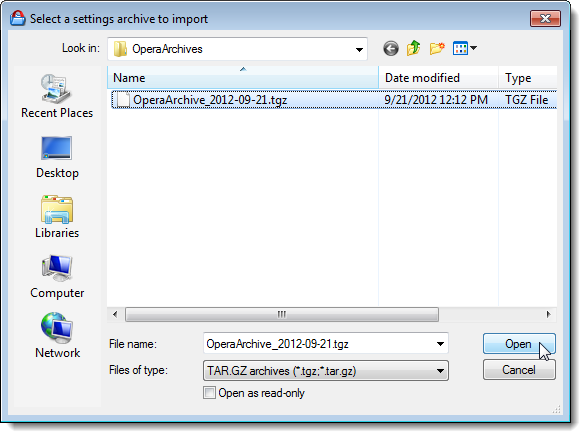 Select a settings archive to import
Look in: OperaArchives
Name Date modified Type
OperaArchive_2012-09-21.tgz 9/21/2012 12:12 PM TGZ File
Recent Places
Desktop
Libraries
Computer
Network
File name: OperaArchive_2012-09-21.tgz Open
Files of type: TAR.GZ archives (*.tgz;*.tar.gz) Cancel
Open as read-only